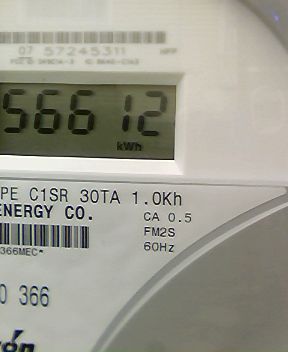 07 57245311
56612
kWh
PE C1SR 30TA 1.0Kh
ENERGY CO.
CA 0.5
FM2S
366MEC*
60Hz
0 366
rón